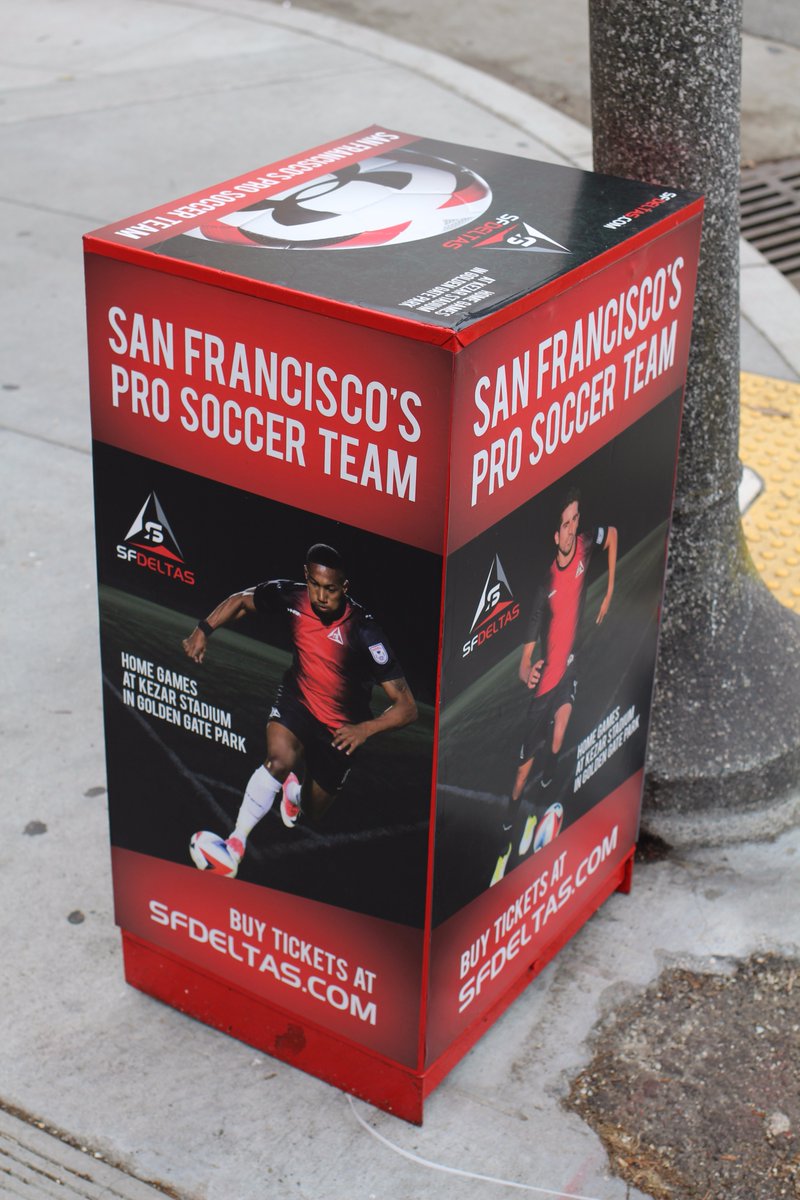 SAN FRANCISCO'S PRO SOCCER TEAM
SFDELTAS
SFDELTAS.COM
HOME GAMES
AT KEZAR STADIUM
IN GOLDEN GATE PARK
SAN FRANCISCO'S
PRO SOCCER TEAM
SFDELTAS
HOME GAMES
AT KEZAR STADIUM
IN GOLDEN GATE PARK
BUY TICKETS AT
SFDELTAS.COM
SAN FRANCISCO'S
PRO SOCCER TEAM
SFDELTAS
HOME GAMES
AT KEZAR STADIUM
IN GOLDEN GATE PARK
BUY TICKETS AT
SFDELTAS.COM